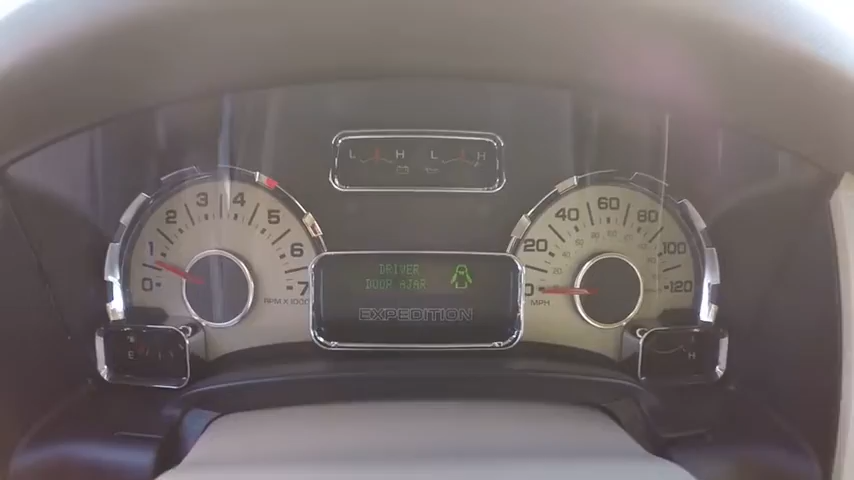 L H L H
0 1 2 3 4 5 6 7
RPM X 1000
DRIVER
DOOR AJAR
EXPEDITION
0 20 40 60 80 100 120
MPH
E
H